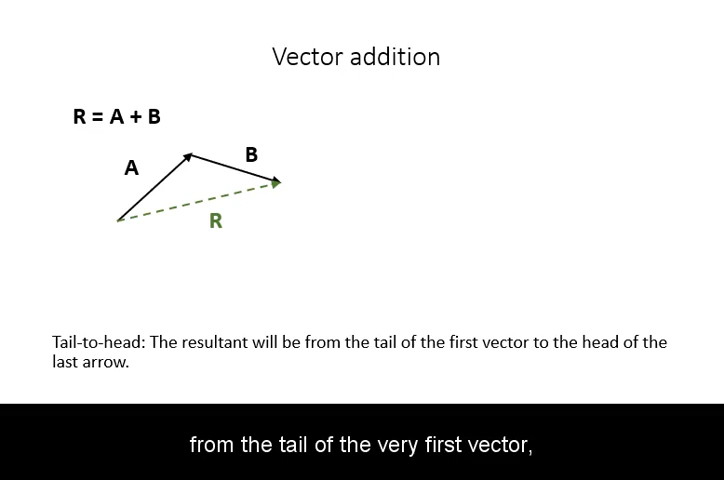 Vector addition
R = A + B
A
B
R
Tail-to-head: The resultant will be from the tail of the first vector to the head of the
last arrow.
from the tail of the very first vector,